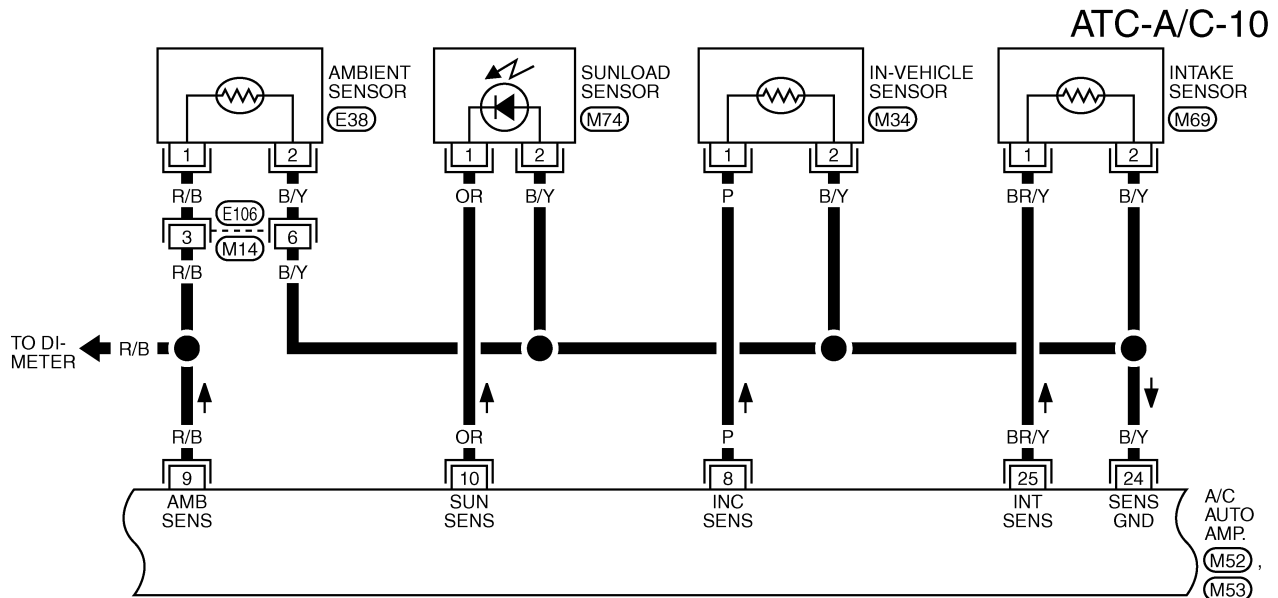 ATC-A/C-10
AMBIENT
SENSOR
E38
SUNLOAD
SENSOR
M74
IN-VEHICLE
SENSOR
M34
INTAKE
SENSOR
M69
1 2 1 2 1 2 1 2
R/B B/Y OR B/Y P B/Y BR/Y B/Y
E106
3 6
M14
R/B B/Y
TO DI-
METER
R/B
R/B OR P BR/Y B/Y
9 10 8 25 24
AMB
SENS
SUN
SENS
INC
SENS
INT
SENS
SENS
GND
A/C
AUTO
AMP.
M52 ,
M53